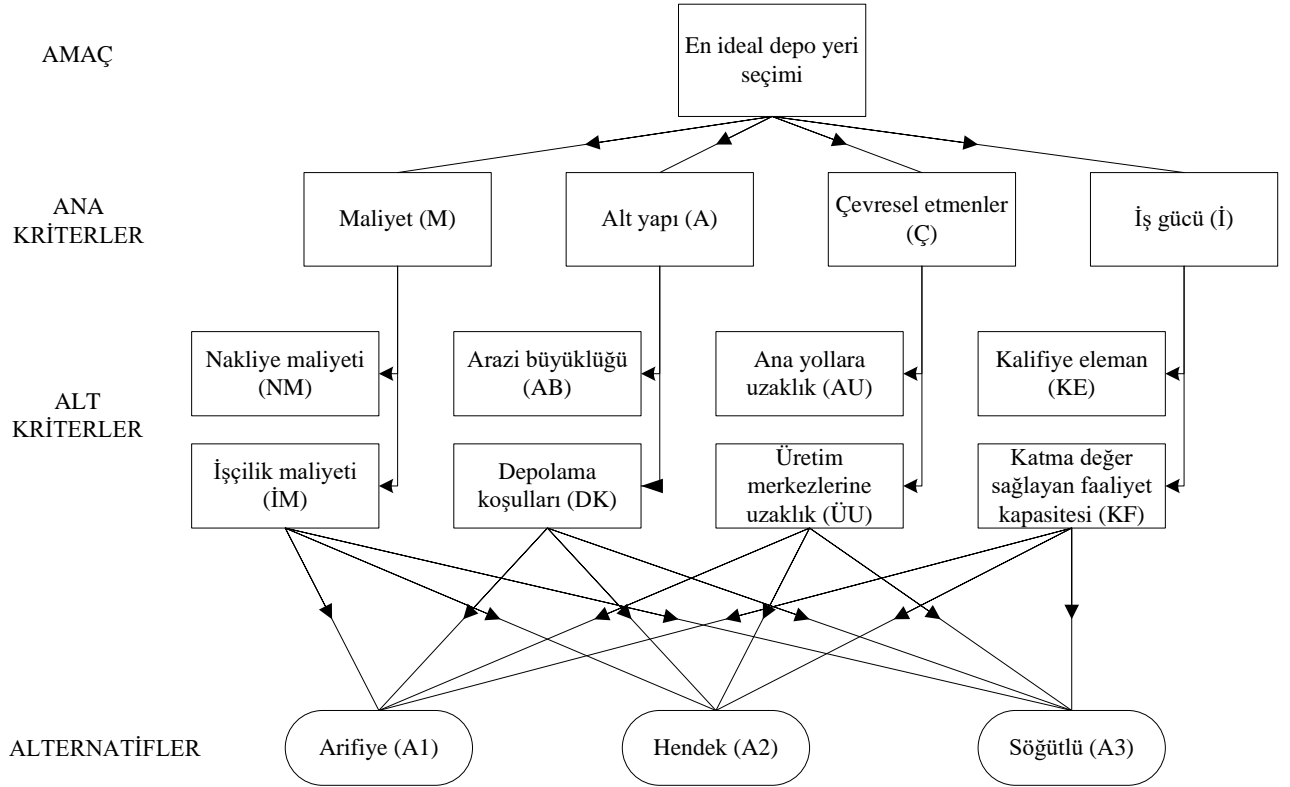 AMAÇ
En ideal depo yeri
seçimi
ANA
KRİTERLER
Maliyet (M)
Alt yapı (A)
Çevresel etmenler
(Ç)
İş gücü (İ)
ALT
KRİTERLER
Nakliye maliyeti
(NM)
Arazi büyüklüğü
(AB)
Ana yollara
uzaklık (AU)
Kalifiye eleman
(KE)
İşçilik maliyeti
(İM)
Depolama
koşulları (DK)
Üretim
merkezlerine
uzaklık (ÜU)
Katma değer
sağlayan faaliyet
kapasitesi (KF)
ALTERNATİFLER
Arifiye (A1)
Hendek (A2)
Söğütlü (A3)